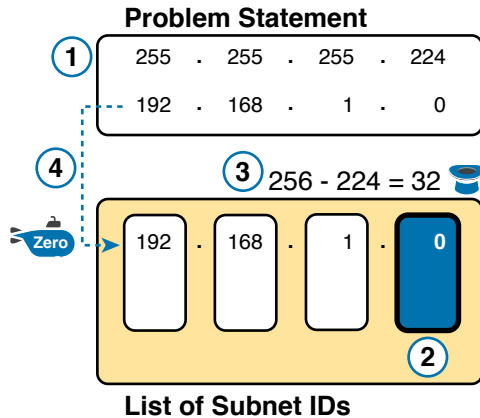 Problem Statement
1 255 . 255 . 255 . 224
192 . 168 . 1 . 0
4
3 256 - 224 = 32
Zero 192 . 168 . 1 . 0
2
List of Subnet IDs